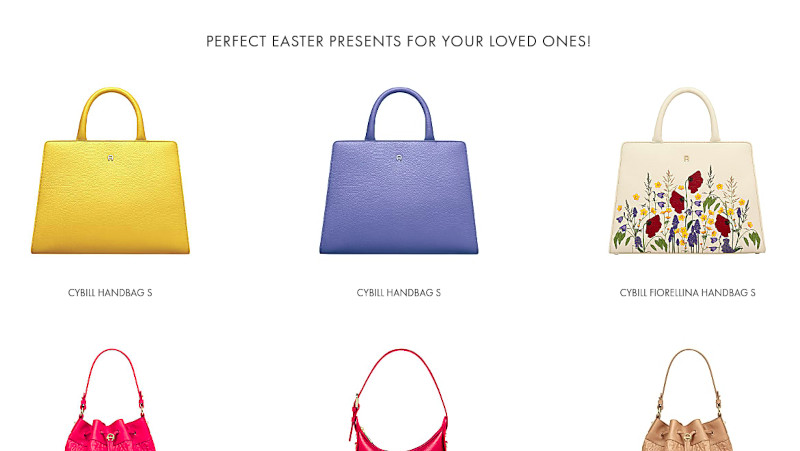 PERFECT EASTER PRESENTS FOR YOUR LOVED ONES!
CYBILL HANDBAG S
CYBILL HANDBAG S
CYBILL FIORELLINA HANDBAG S